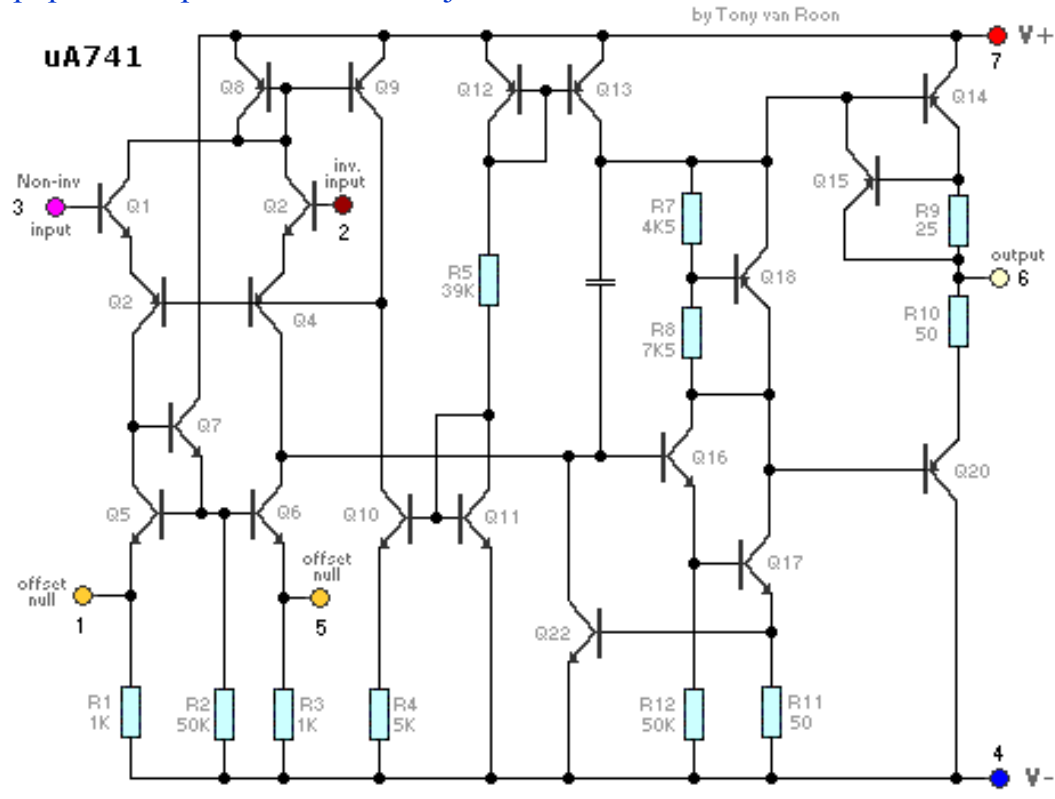 by Tony van Roon
uA741
V+
7
Q8
Q9
Q12
Q13
Q14
Non-inv
3
input
Q1
Q2
inv.
input
2
Q15
R7
4K5
R9
25
output
6
Q2
Q4
R5
39K
Q18
R8
7K5
R10
50
Q7
Q16
Q20
Q5
Q6
Q10
Q11
Q17
offset
null
1
offset
null
5
Q22
R1
1K
R2
50K
R3
1K
R4
5K
R12
50K
R11
50
4
V-